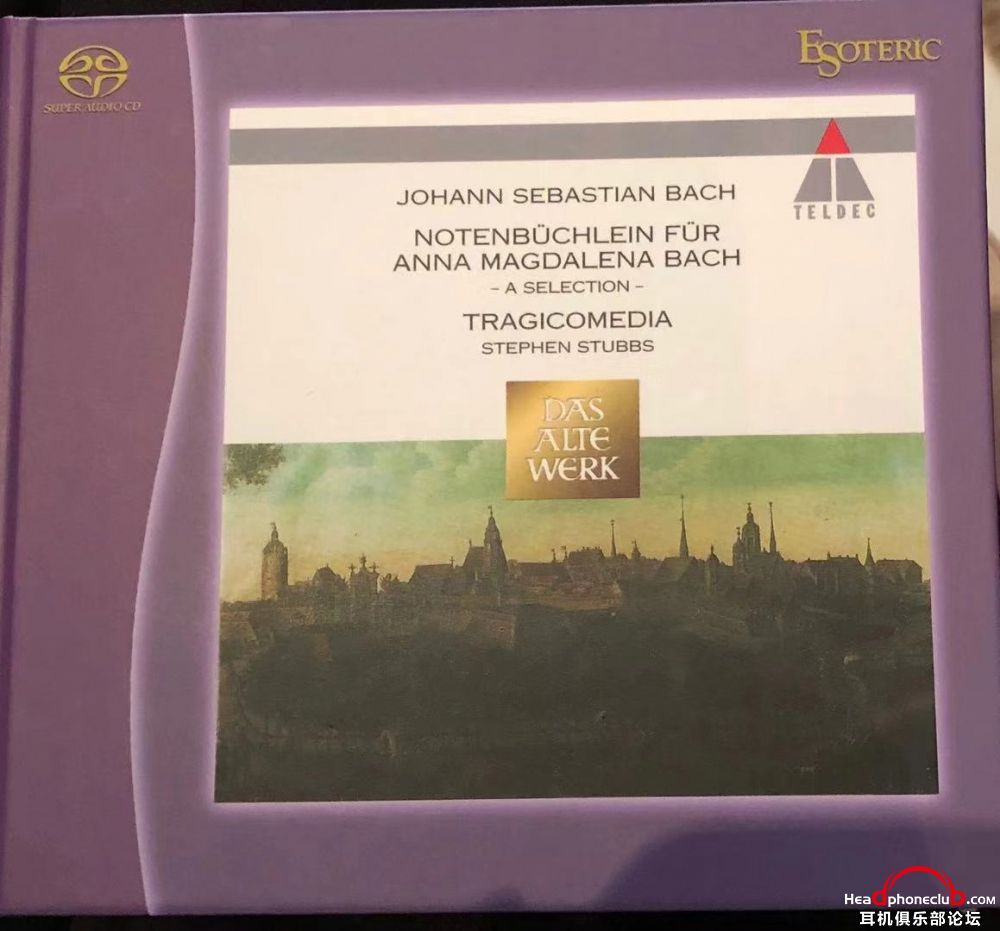 ESOTERIC
SUPER AUDIO CD
TELDEC
JOHANN SEBASTIAN BACH
NOTENBÜCHLEIN FÜR
ANNA MAGDALENA BACH
– A SELECTION –
TRAGICOMEDIA
STEPHEN STUBBS
DAS
ALTE
WERK
Headphoneclub.com
耳机俱乐部论坛